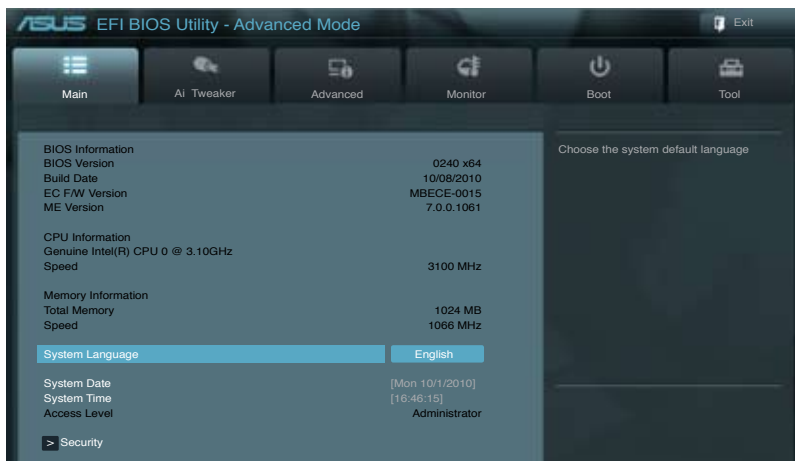 ASUS EFI BIOS Utility - Advanced Mode Exit
Main Ai Tweaker Advanced Monitor Boot Tool
BIOS Information
BIOS Version 0240 x64
Build Date 10/08/2010
EC F/W Version MBECE-0015
ME Version 7.0.0.1061
CPU Information
Genuine Intel(R) CPU 0 @ 3.10GHz
Speed 3100 MHz
Memory Information
Total Memory 1024 MB
Speed 1066 MHz
System Language English
System Date [Mon 10/1/2010]
System Time [16:46:15]
Access Level Administrator
> Security
Choose the system default language